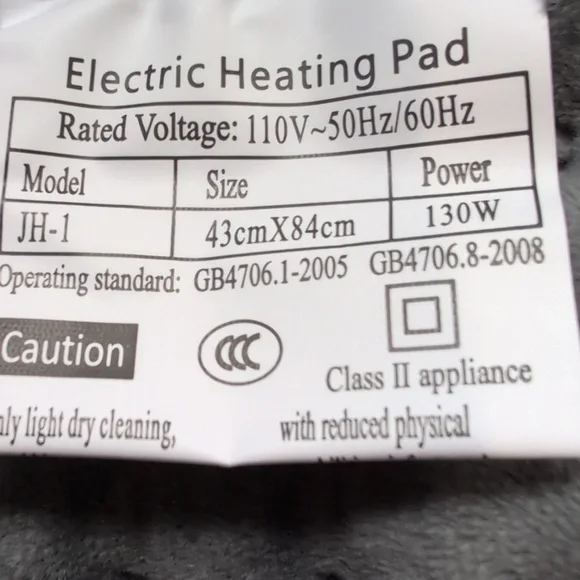 Electric Heating Pad
Rated Voltage: 110V~50Hz/60Hz
Model Size Power
JH-1 43cmX84cm 130W
Operating standard: GB4706.1-2005 GB4706.8-2008
Caution
CCC
Class II appliance
light dry cleaning, with reduced physical